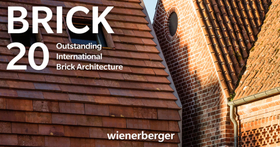 BRICK
20
Outstanding
International
Brick Architecture
wienerberger